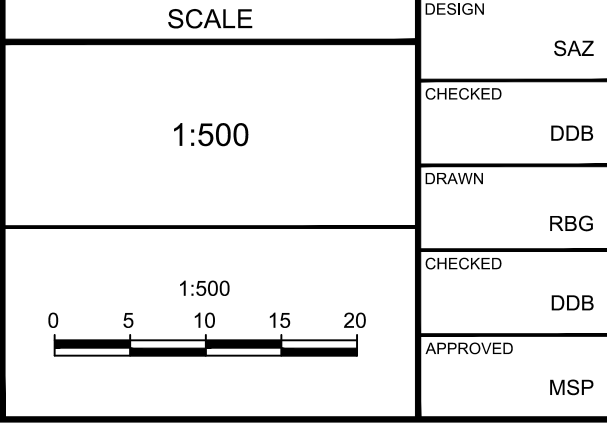 SCALE
1:500
1:500
0 5 10 15 20
DESIGN
SAZ
CHECKED
DDB
DRAWN
RBG
CHECKED
DDB
APPROVED
MSP